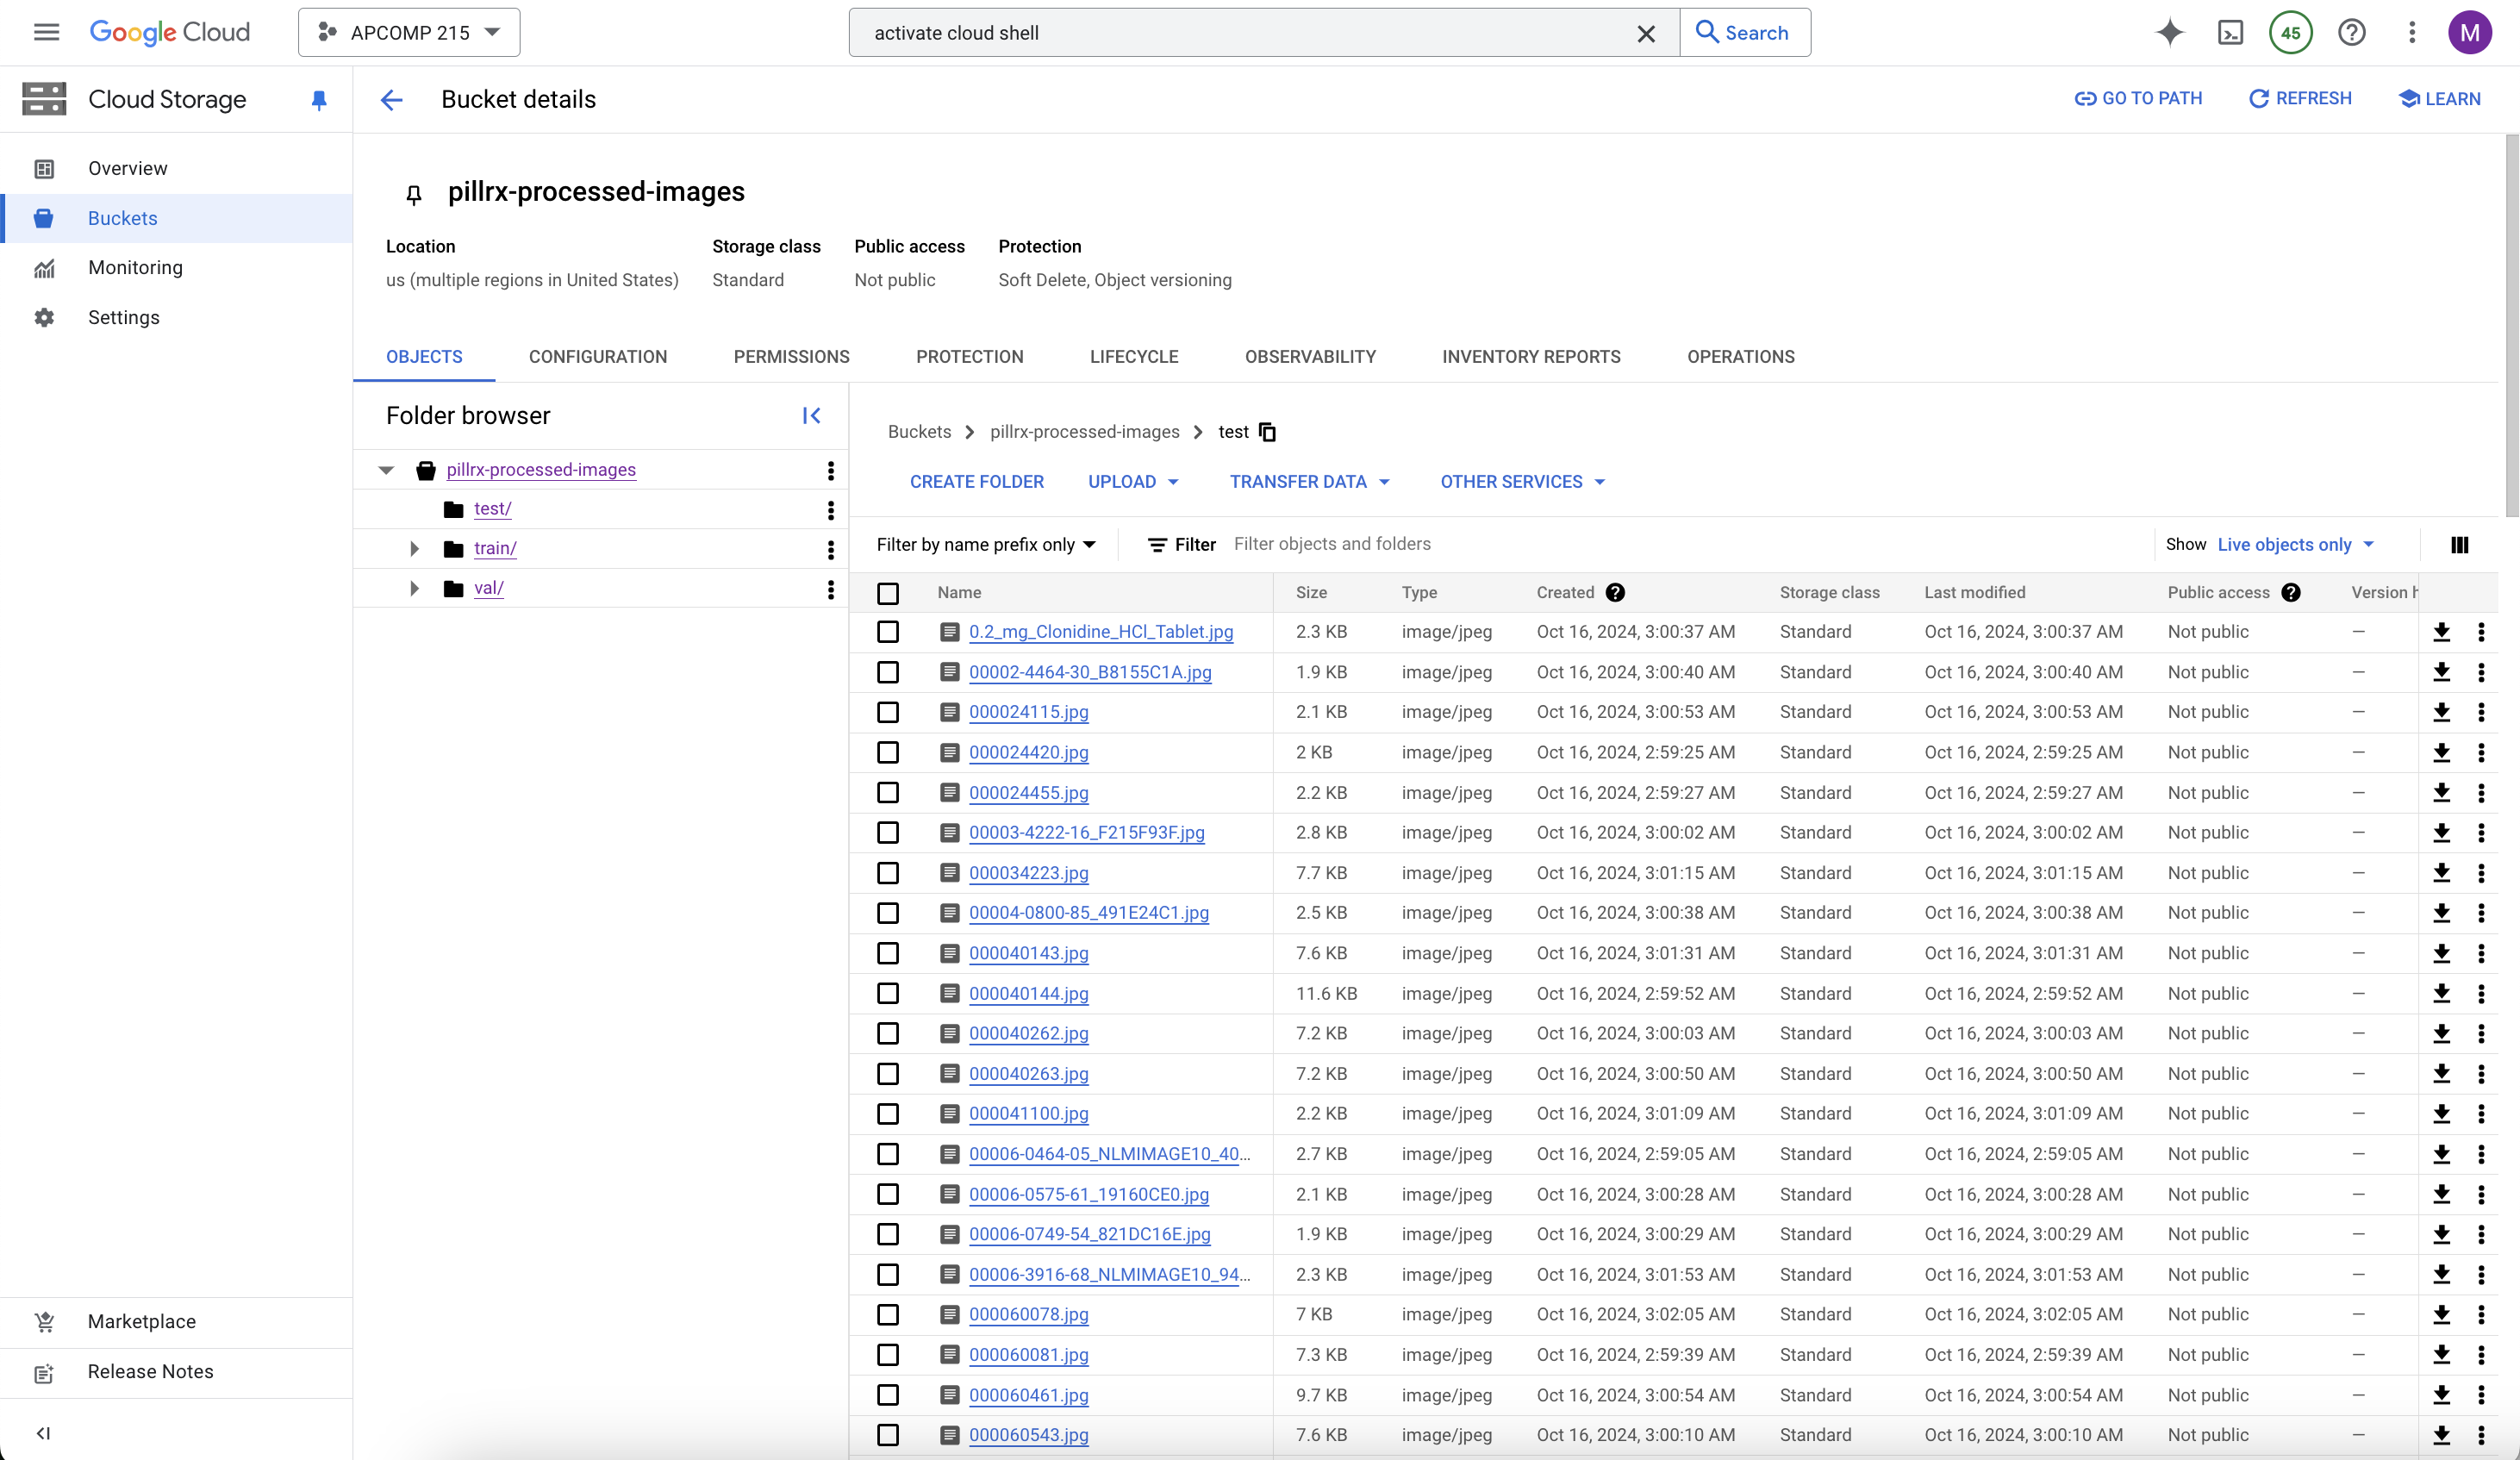 Google Cloud APCOMP 215 activate cloud shell Search 45 M
Cloud Storage Bucket details GO TO PATH REFRESH LEARN
Overview
Buckets
Monitoring
Settings
Marketplace
Release Notes
pillrx-processed-images
Location Storage class Public access Protection
us (multiple regions in United States) Standard Not public Soft Delete, Object versioning
OBJECTS CONFIGURATION PERMISSIONS PROTECTION LIFECYCLE OBSERVABILITY INVENTORY REPORTS OPERATIONS
Folder browser
pillrx-processed-images
test/
train/
val/
Buckets pillrx-processed-images test
CREATE FOLDER UPLOAD TRANSFER DATA OTHER SERVICES
Filter by name prefix only Filter Filter objects and folders Show Live objects only
Name Size Type Created Storage class Last modified Public access Version
0.2_mg_Clonidine_HCl_Tablet.jpg 2.3 KB image/jpeg Oct 16, 2024, 3:00:37 AM Standard Oct 16, 2024, 3:00:37 AM Not public —
00002-4464-30_B8155C1A.jpg 1.9 KB image/jpeg Oct 16, 2024, 3:00:40 AM Standard Oct 16, 2024, 3:00:40 AM Not public —
000024115.jpg 2.1 KB image/jpeg Oct 16, 2024, 3:00:53 AM Standard Oct 16, 2024, 3:00:53 AM Not public —
000024420.jpg 2 KB image/jpeg Oct 16, 2024, 2:59:25 AM Standard Oct 16, 2024, 2:59:25 AM Not public —
000024455.jpg 2.2 KB image/jpeg Oct 16, 2024, 2:59:27 AM Standard Oct 16, 2024, 2:59:27 AM Not public —
00003-4222-16_F215F93F.jpg 2.8 KB image/jpeg Oct 16, 2024, 3:00:02 AM Standard Oct 16, 2024, 3:00:02 AM Not public —
000034223.jpg 7.7 KB image/jpeg Oct 16, 2024, 3:01:15 AM Standard Oct 16, 2024, 3:01:15 AM Not public —
00004-0800-85_491E24C1.jpg 2.5 KB image/jpeg Oct 16, 2024, 3:00:38 AM Standard Oct 16, 2024, 3:00:38 AM Not public —
000040143.jpg 7.6 KB image/jpeg Oct 16, 2024, 3:01:31 AM Standard Oct 16, 2024, 3:01:31 AM Not public —
000040144.jpg 11.6 KB image/jpeg Oct 16, 2024, 2:59:52 AM Standard Oct 16, 2024, 2:59:52 AM Not public —
000040262.jpg 7.2 KB image/jpeg Oct 16, 2024, 3:00:03 AM Standard Oct 16, 2024, 3:00:03 AM Not public —
000040263.jpg 7.2 KB image/jpeg Oct 16, 2024, 3:00:50 AM Standard Oct 16, 2024, 3:00:50 AM Not public —
000041100.jpg 2.2 KB image/jpeg Oct 16, 2024, 3:01:09 AM Standard Oct 16, 2024, 3:01:09 AM Not public —
00006-0464-05_NLMIMAGE10_40... 2.7 KB image/jpeg Oct 16, 2024, 2:59:05 AM Standard Oct 16, 2024, 2:59:05 AM Not public —
00006-0575-61_19160CE0.jpg 2.1 KB image/jpeg Oct 16, 2024, 3:00:28 AM Standard Oct 16, 2024, 3:00:28 AM Not public —
00006-0749-54_821DC16E.jpg 1.9 KB image/jpeg Oct 16, 2024, 3:00:29 AM Standard Oct 16, 2024, 3:00:29 AM Not public —
00006-3916-68_NLMIMAGE10_94... 2.3 KB image/jpeg Oct 16, 2024, 3:01:53 AM Standard Oct 16, 2024, 3:01:53 AM Not public —
000060078.jpg 7 KB image/jpeg Oct 16, 2024, 3:02:05 AM Standard Oct 16, 2024, 3:02:05 AM Not public —
000060081.jpg 7.3 KB image/jpeg Oct 16, 2024, 2:59:39 AM Standard Oct 16, 2024, 2:59:39 AM Not public —
000060461.jpg 9.7 KB image/jpeg Oct 16, 2024, 3:00:54 AM Standard Oct 16, 2024, 3:00:54 AM Not public —
000060543.jpg 7.6 KB image/jpeg Oct 16, 2024, 3:00:10 AM Standard Oct 16, 2024, 3:00:10 AM Not public —